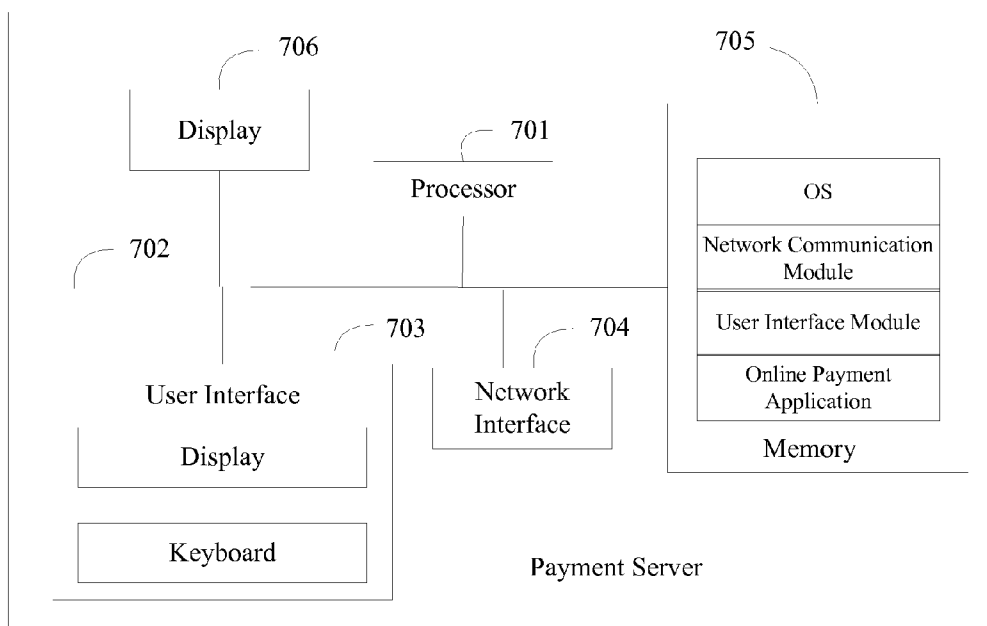 706
705
Display
701
Processor
OS
702
Network Communication
Module
703
704
User Interface Module
User Interface
Network
Interface
Online Payment
Application
Display
Memory
Keyboard
Payment Server